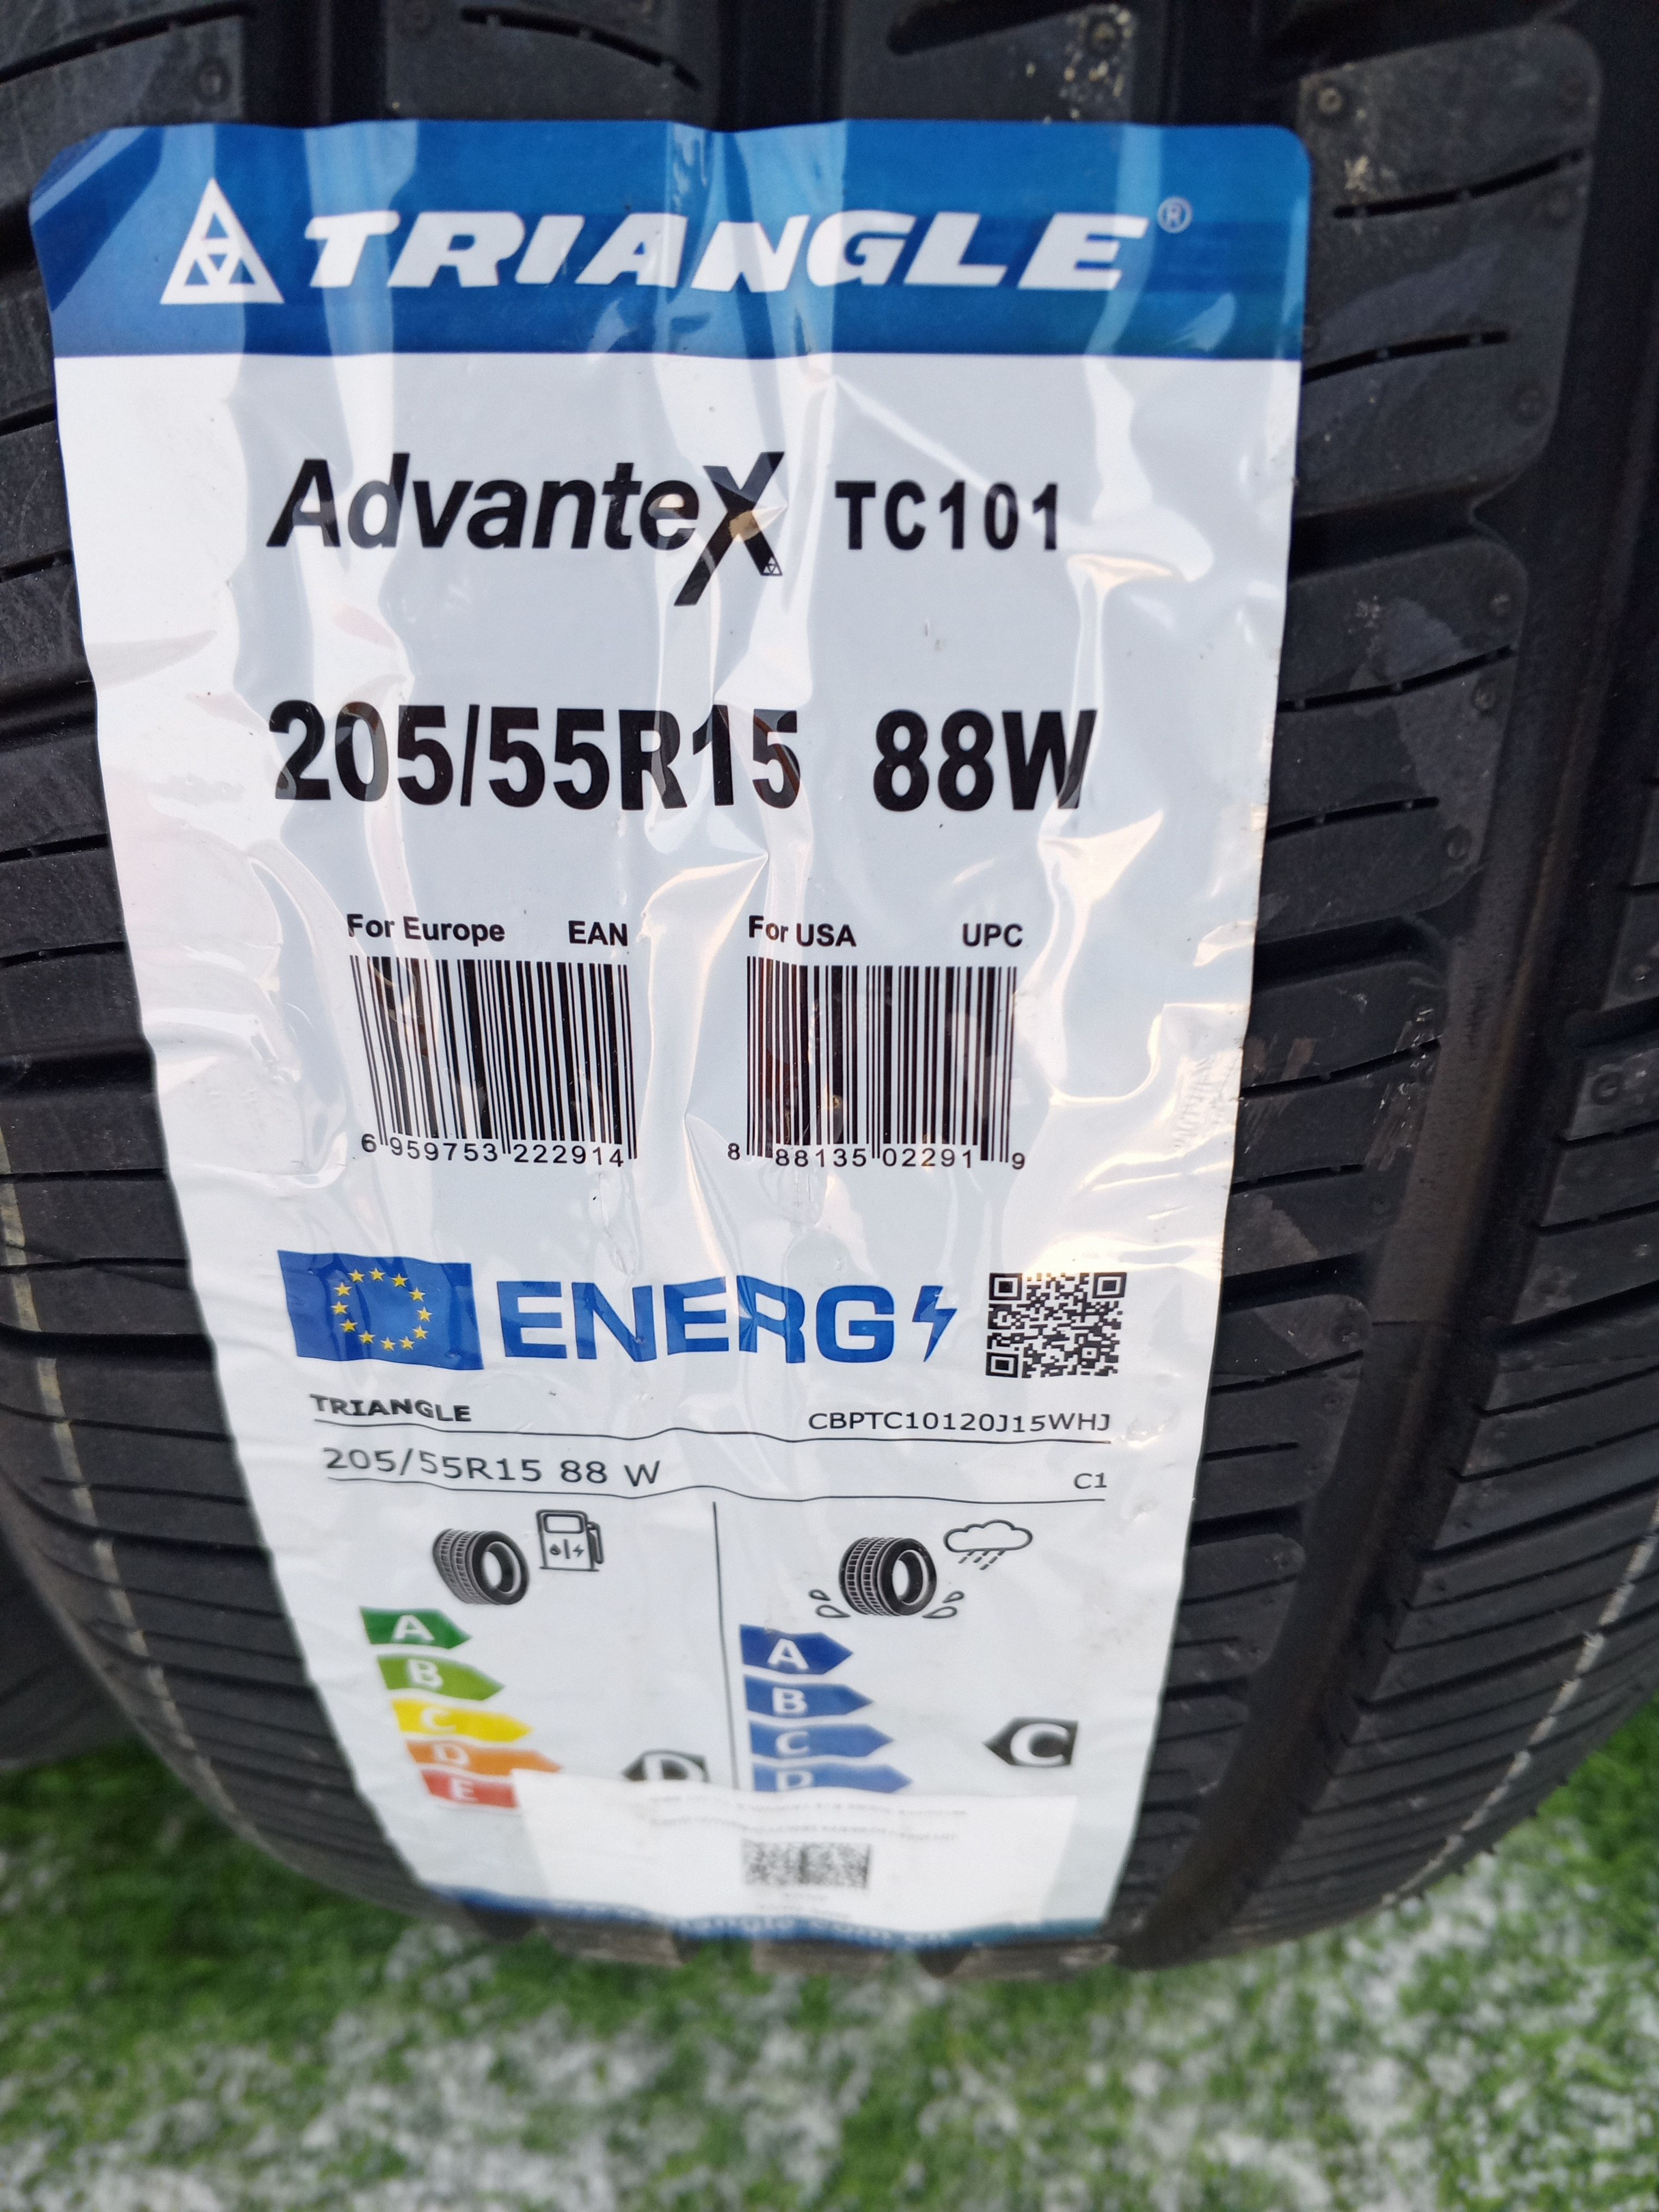 TRIANGLE®
AdvanteX TC101
205/55R15 88W
For Europe EAN
For USA UPC
6 959753 222914
8 88135 02291 9
ENERG
TRIANGLE CBPTC10120J15WHJ
205/55R15 88 W C1
A
B
C
D
E
D
A
B
C
D
C